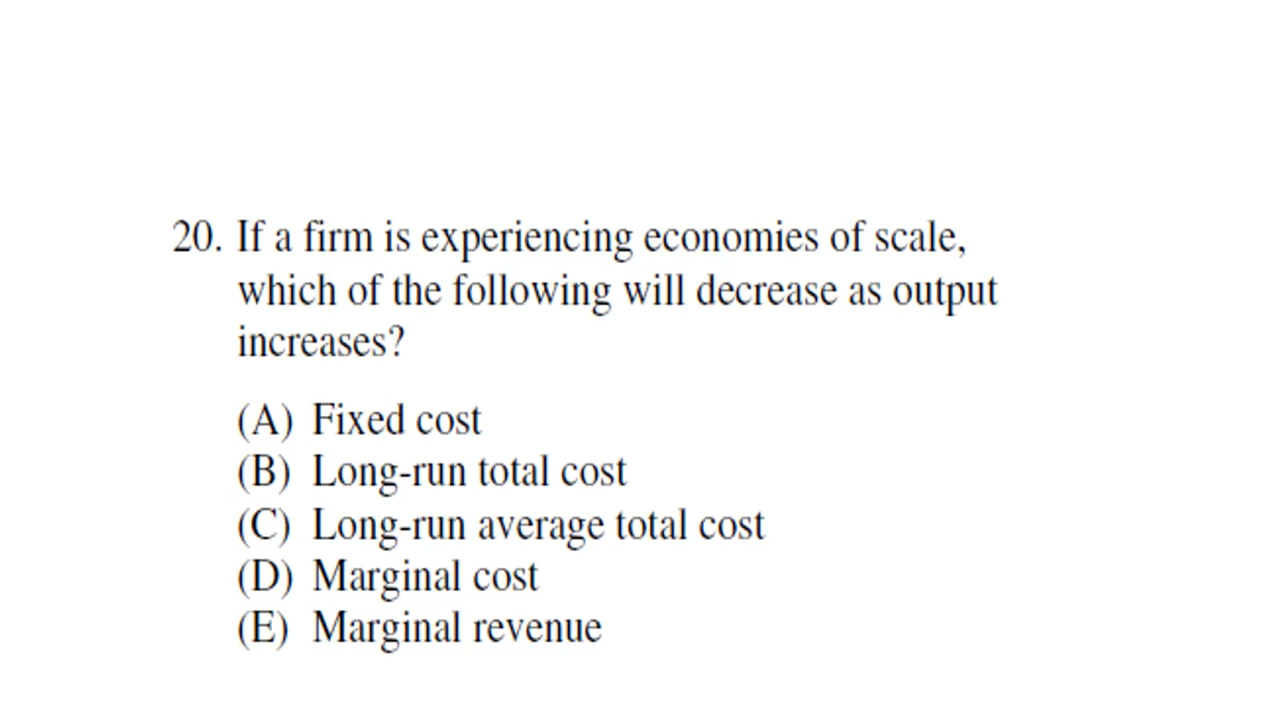 20. If a firm is experiencing economies of scale,
which of the following will decrease as output
increases?
(A) Fixed cost
(B) Long-run total cost
(C) Long-run average total cost
(D) Marginal cost
(E) Marginal revenue